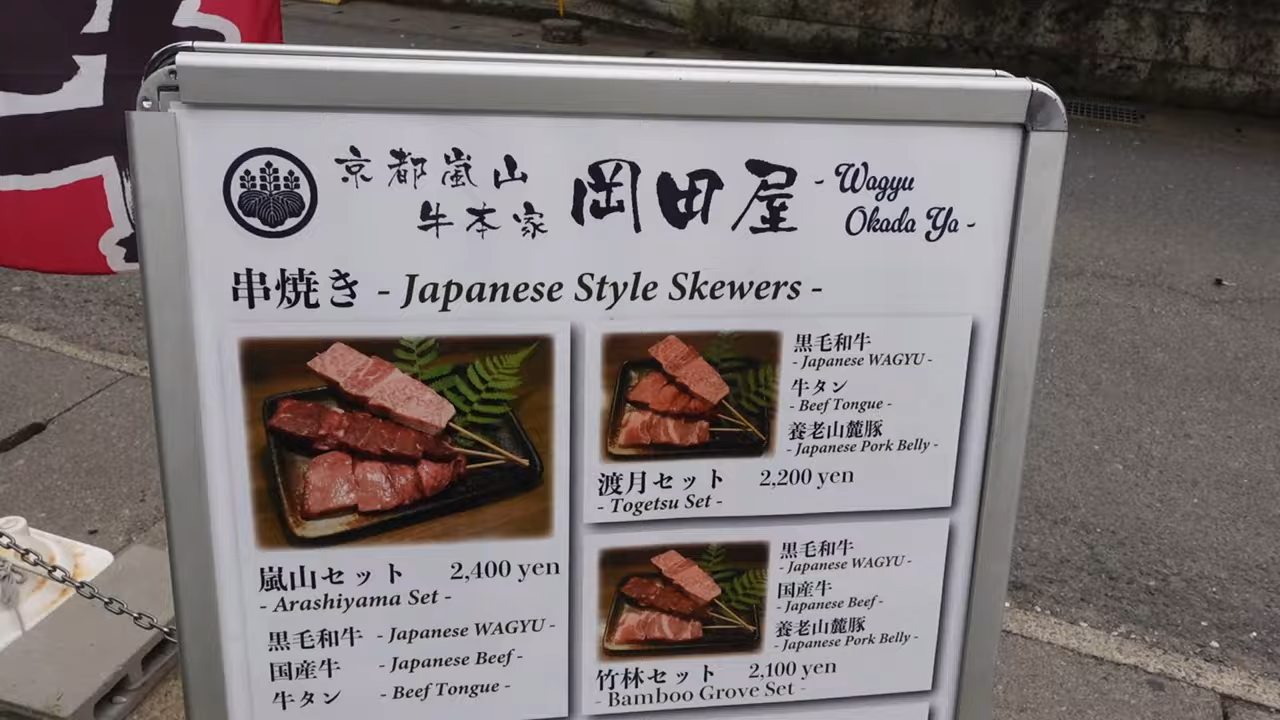 京都嵐山
牛本家
岡田屋
- Wagyu
Okada Ya -
串焼き - Japanese Style Skewers -
嵐山セット 2,400 yen
- Arashiyama Set -
黒毛和牛 - Japanese WAGYU -
国産牛 - Japanese Beef -
牛タン - Beef Tongue -
黒毛和牛
- Japanese WAGYU -
牛タン
- Beef Tongue -
養老山麓豚
- Japanese Pork Belly -
渡月セット 2,200 yen
- Togetsu Set -
黒毛和牛
- Japanese WAGYU -
国産牛
- Japanese Beef -
養老山麓豚
- Japanese Pork Belly -
竹林セット 2,100 yen
- Bamboo Grove Set -